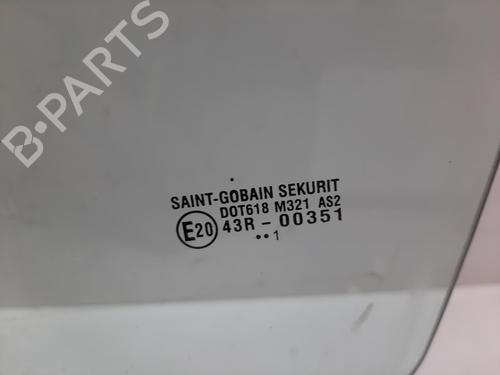 B-PARTS
SAINT-GOBAIN SEKURIT
DOT618 M321 AS2
E20 43R-00351
••1